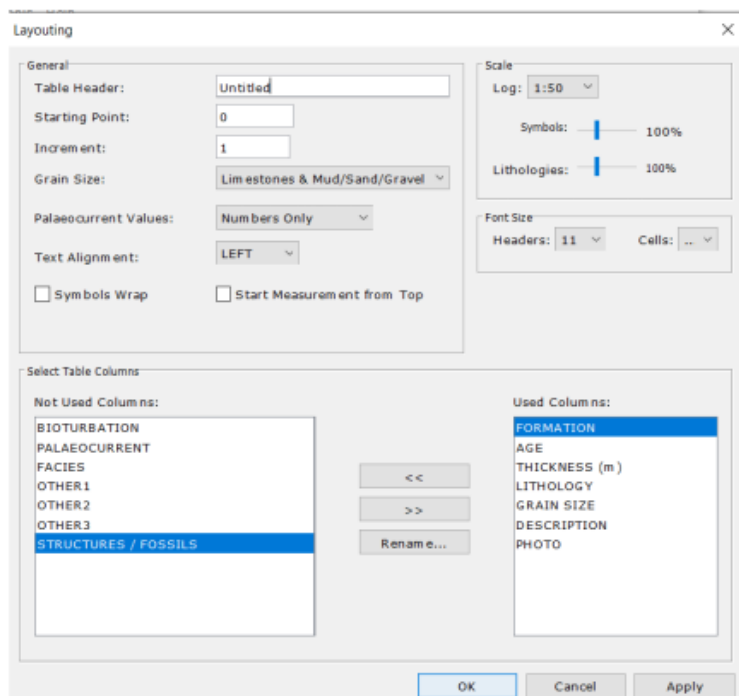 Layouting
General
Table Header: Untitled
Starting Point: 0
Increment: 1
Grain Size: Limestones & Mud/Sand/Gravel
Palaeocurrent Values: Numbers Only
Text Alignment: LEFT
Symbols Wrap
Start Measurement from Top
Scale
Log: 1:50
Symbols: 100%
Lithologies: 100%
Font Size
Headers: 11 Cells: ...
Select Table Columns
Not Used Columns:
BIOTURBATION
PALAEOCURRENT
FACIES
OTHER1
OTHER2
OTHER3
STRUCTURES / FOSSILS
<<
>>
Rename...
Used Columns:
FORMATION
AGE
THICKNESS (m)
LITHOLOGY
GRAIN SIZE
DESCRIPTION
PHOTO
OK Cancel Apply